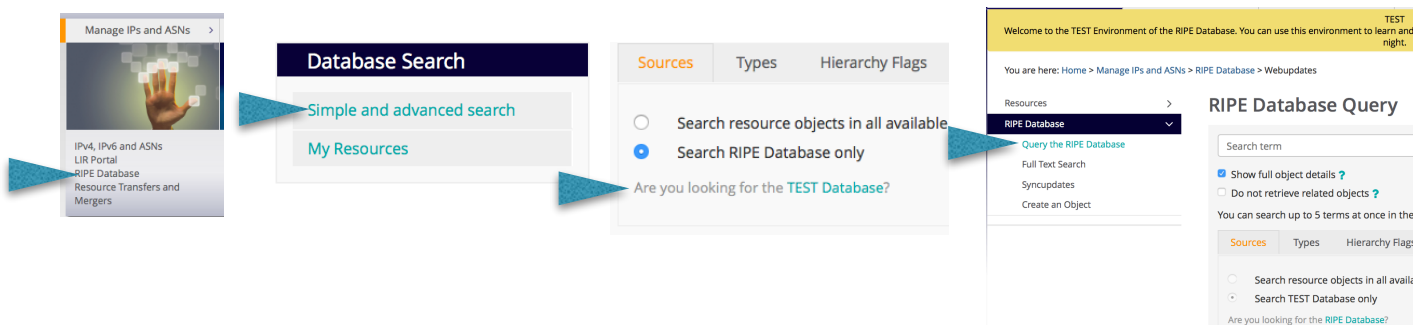 Manage IPs and ASNs >
IPv4, IPv6 and ASNs
LIR Portal
RIPE Database
Resource Transfers and
Mergers
Database Search
Simple and advanced search
My Resources
Sources Types Hierarchy Flags
Search resource objects in all available
Search RIPE Database only
Are you looking for the TEST Database?
TEST
Welcome to the TEST Environment of the RIPE Database. You can use this environment to learn and
night.
You are here: Home > Manage IPs and ASNs > RIPE Database > Webupdates
Resources >
RIPE Database
Query the RIPE Database
Full Text Search
Syncupdates
Create an Object
RIPE Database Query
Search term
Show full object details ?
Do not retrieve related objects ?
You can search up to 5 terms at once in the
Sources Types Hierarchy Flags
Search resource objects in all availa
Search TEST Database only
Are you looking for the RIPE Database?